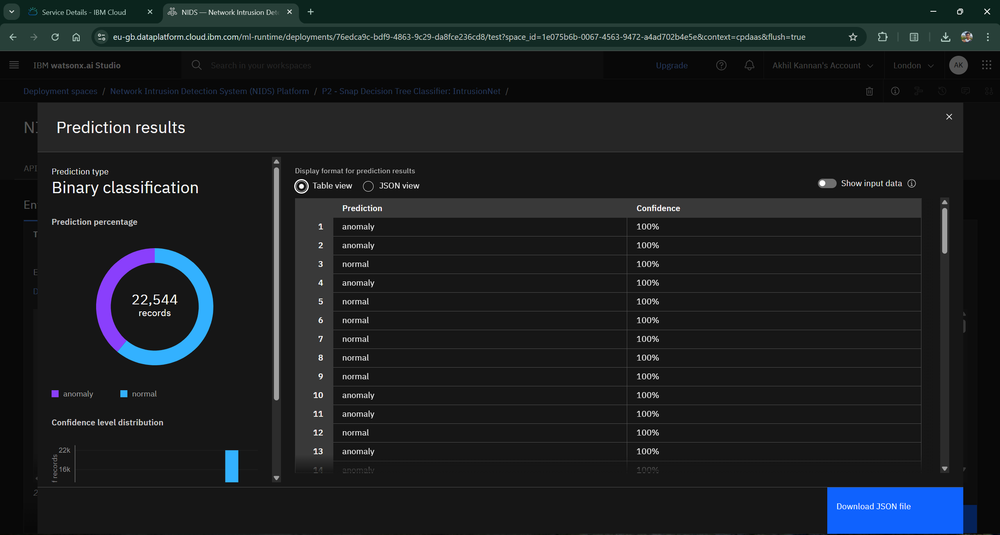 Service Details - IBM Cloud
NIDS — Network Intrusion Dete
eu-gb.dataplatform.cloud.ibm.com/ml-runtime/deployments/76edca9c-bdf9-4863-9c29-da8fce236cd8/test?space_id=1e075b6b-0067-4563-9472-a4ad702b4e5e&context=cpdaas&flush=true
IBM watsonx.ai Studio
Search in your workspaces
Upgrade
Akhil Kannan's Account
London
AK
Deployment spaces / Network Intrusion Detection System (NIDS) Platform / P2 - Snap Decision Tree Classifier: IntrusionNet /
NI
API
Prediction results
Prediction type
Binary classification
Prediction percentage
22,544
records
anomaly normal
Confidence level distribution
22k
16k
f records
Display format for prediction results
Table view JSON view
Show input data
Prediction Confidence
1 anomaly 100%
2 anomaly 100%
3 normal 100%
4 anomaly 100%
5 normal 100%
6 normal 100%
7 normal 100%
8 normal 100%
9 normal 100%
10 anomaly 100%
11 anomaly 100%
12 normal 100%
13 anomaly 100%
14 anomaly 100%
Download JSON file